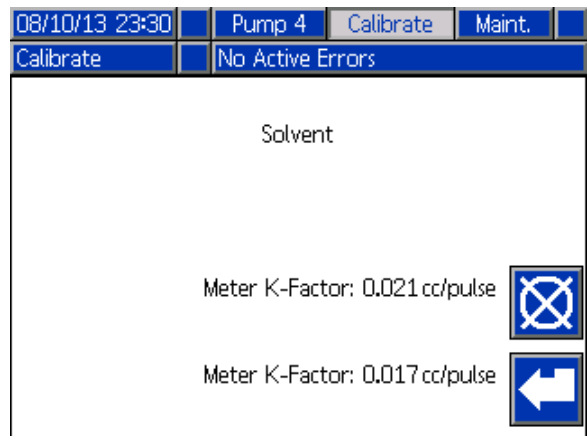 08/10/13 23:30 Pump 4 Calibrate Maint.
Calibrate No Active Errors
Solvent
Meter K-Factor: 0.021 cc/pulse
Meter K-Factor: 0.017 cc/pulse